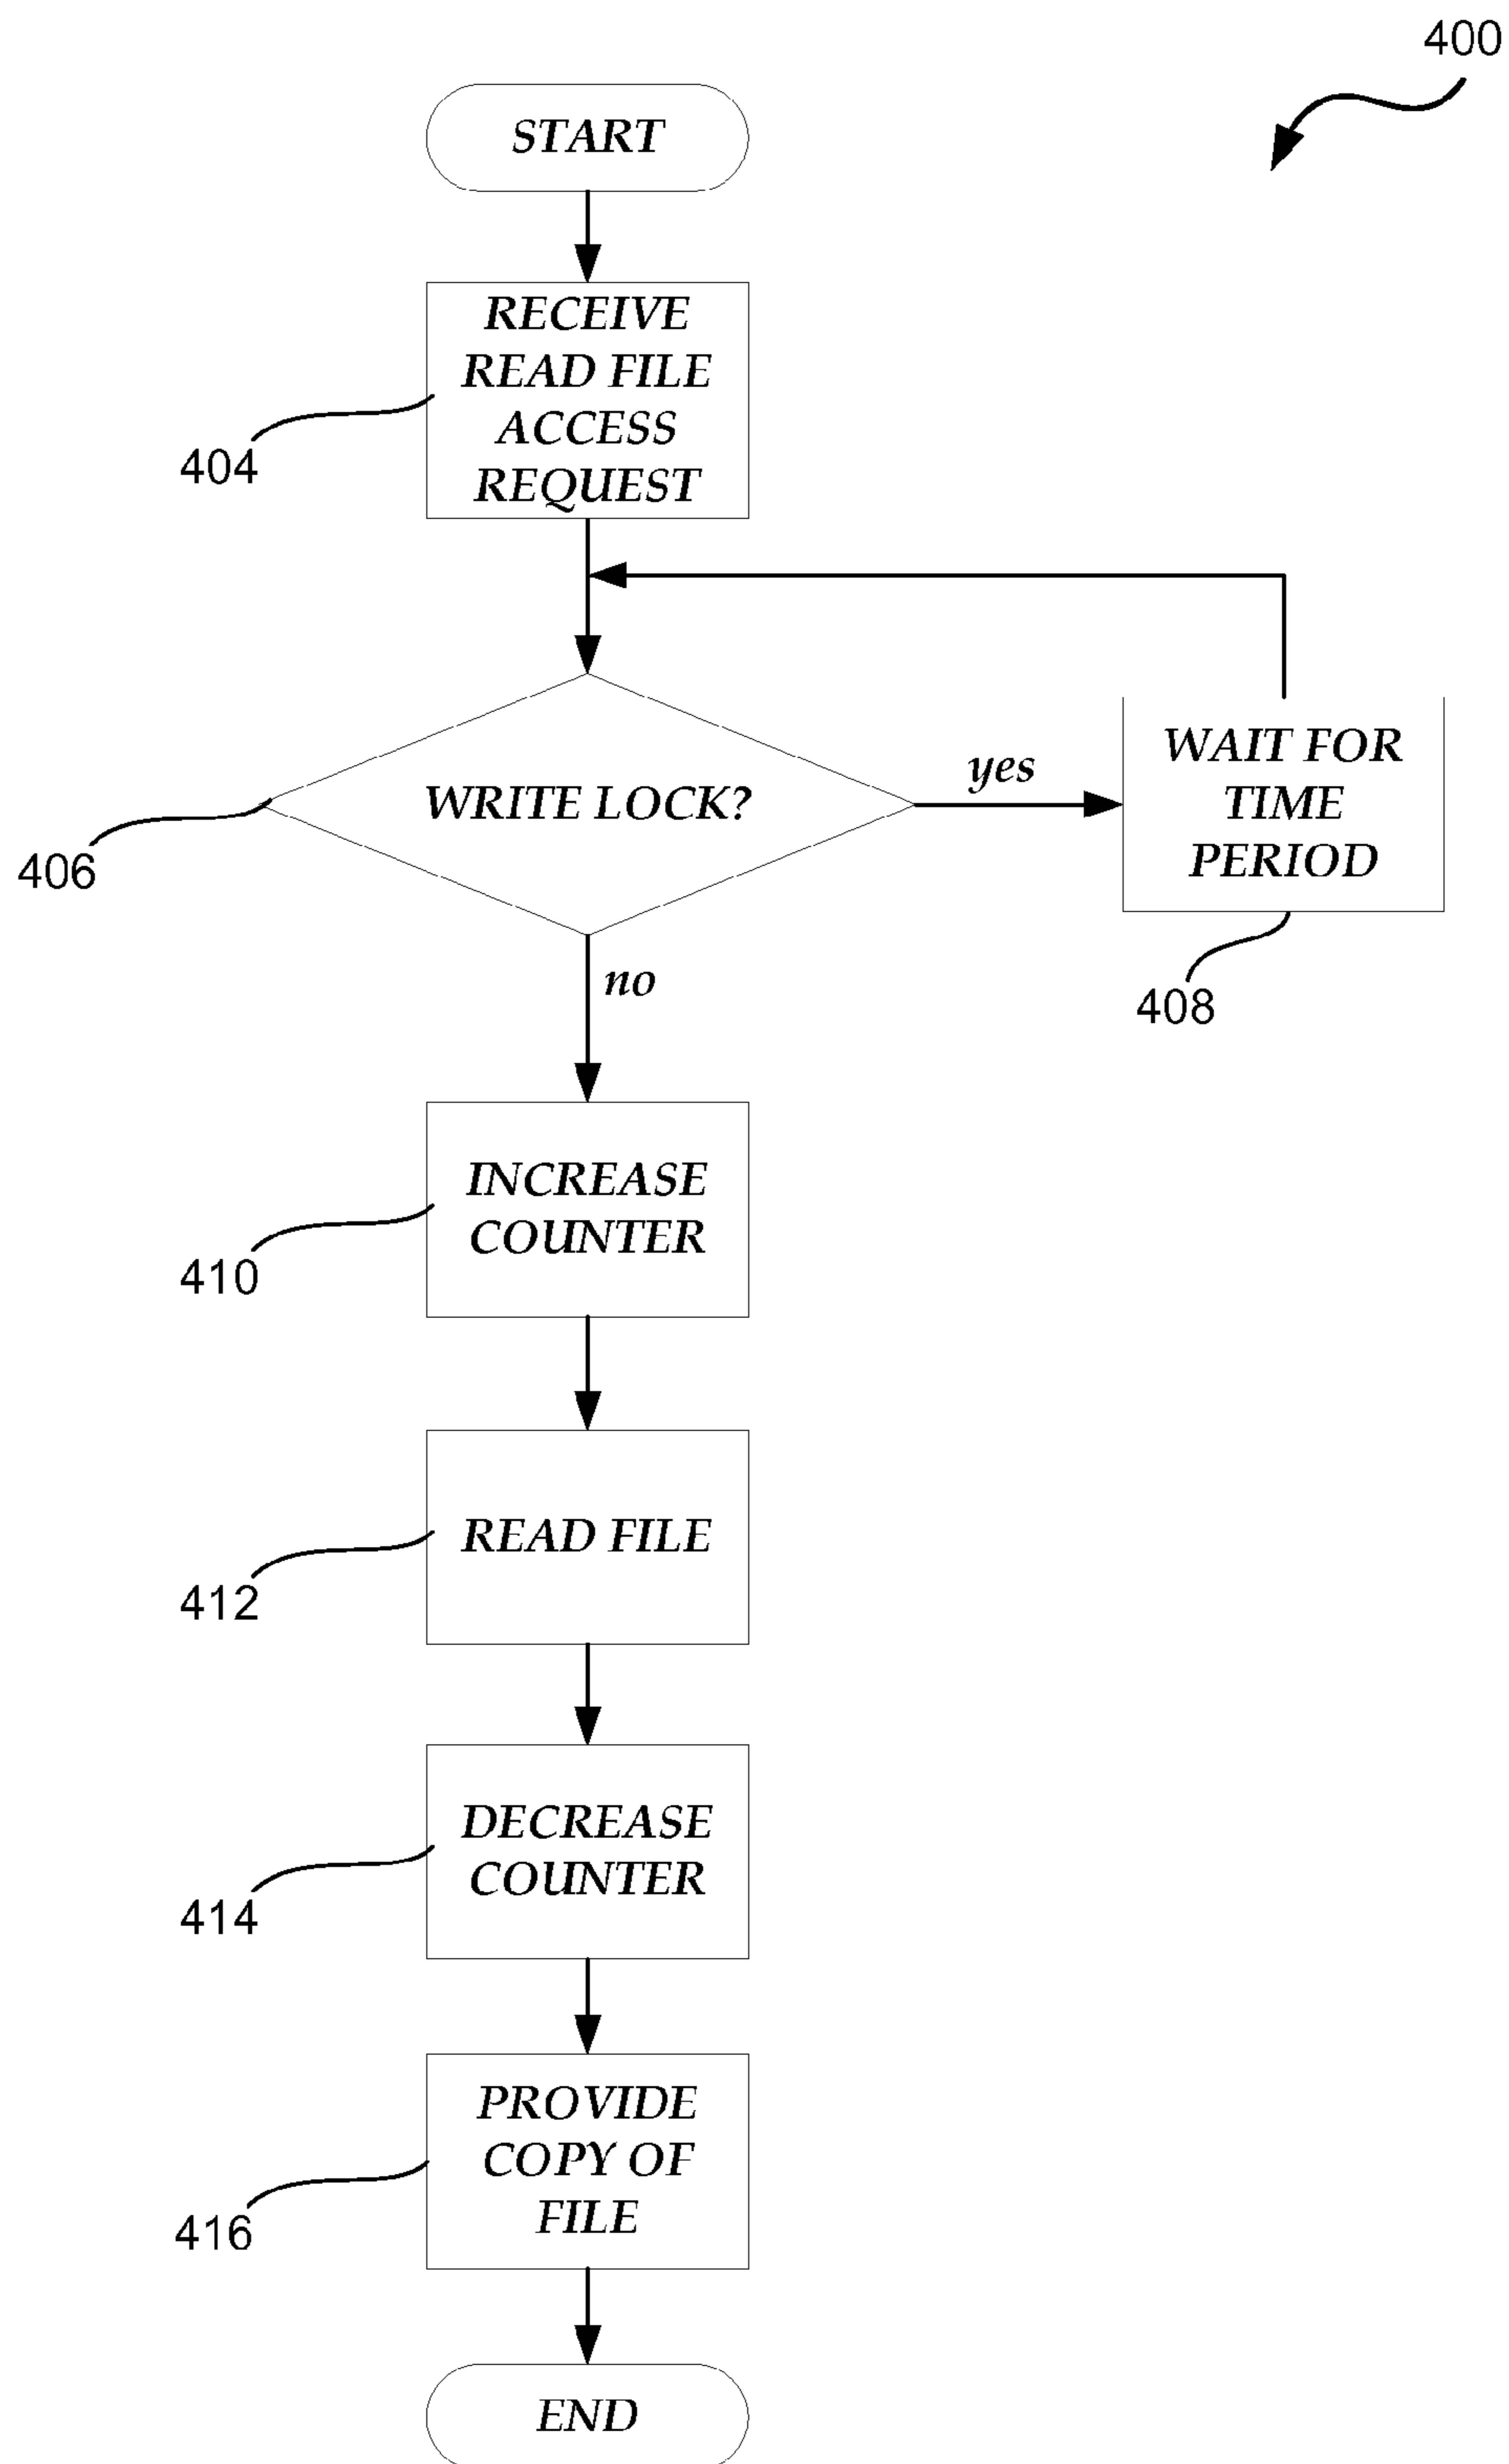 400
START
RECEIVE
READ FILE
ACCESS
REQUEST
404
WRITE LOCK?
406
yes
WAIT FOR
TIME
PERIOD
408
no
INCREASE
COUNTER
410
READ FILE
412
DECREASE
COUNTER
414
PROVIDE
COPY OF
FILE
416
END